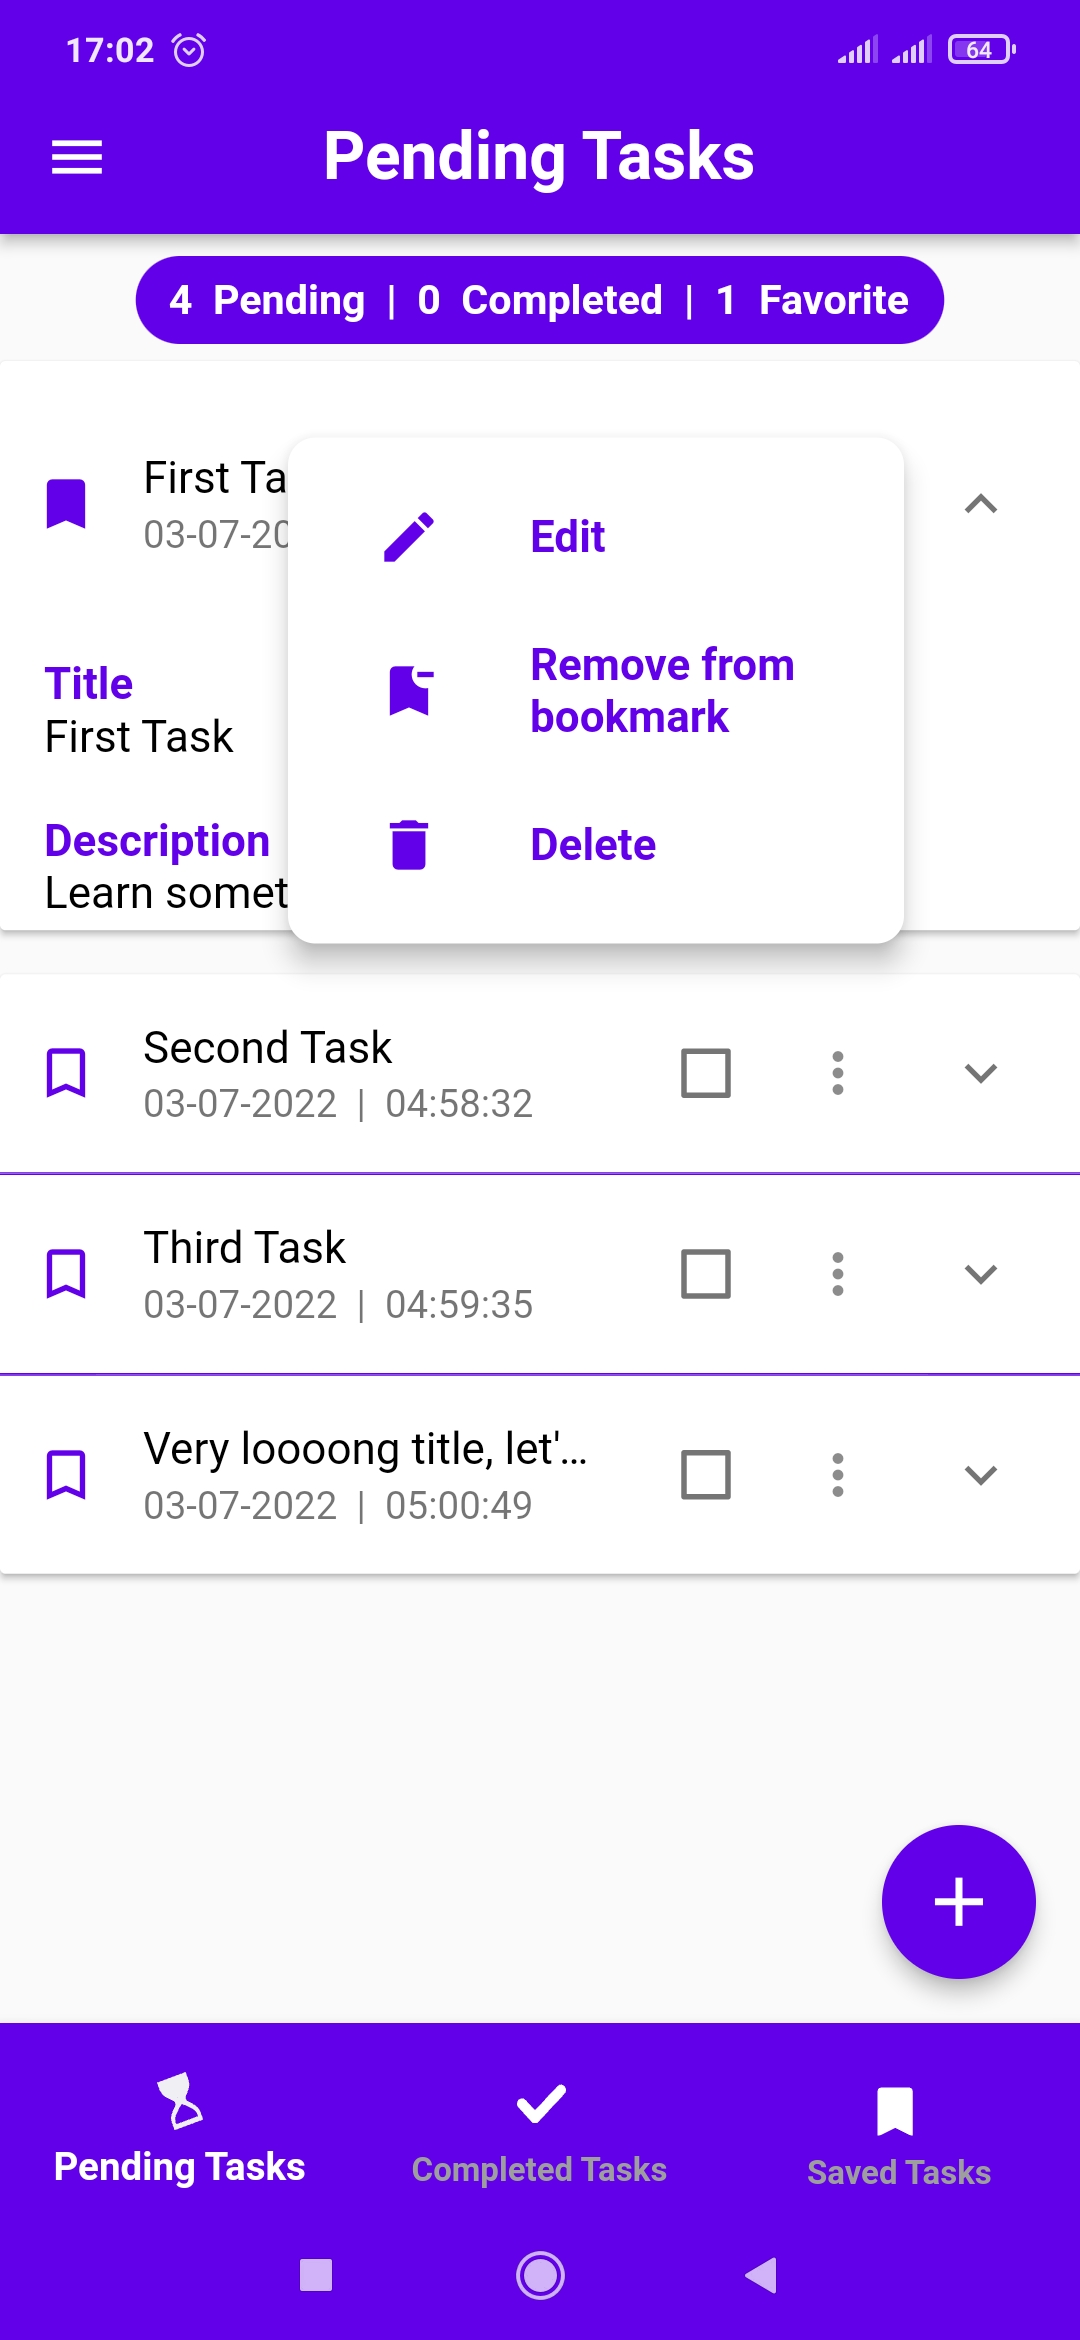 17:02
64
Pending Tasks
4 Pending | 0 Completed | 1 Favorite
First Ta
03-07-20
Edit
Remove from
bookmark
Delete
Title
First Task
Description
Learn somet
Second Task
03-07-2022 | 04:58:32
Third Task
03-07-2022 | 04:59:35
Very loooong title, let'...
03-07-2022 | 05:00:49
Pending Tasks
Completed Tasks
Saved Tasks